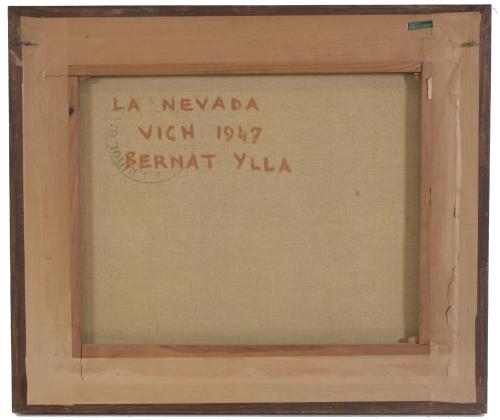 LA NEVADA
VICH 1947
BERNAT YLLA